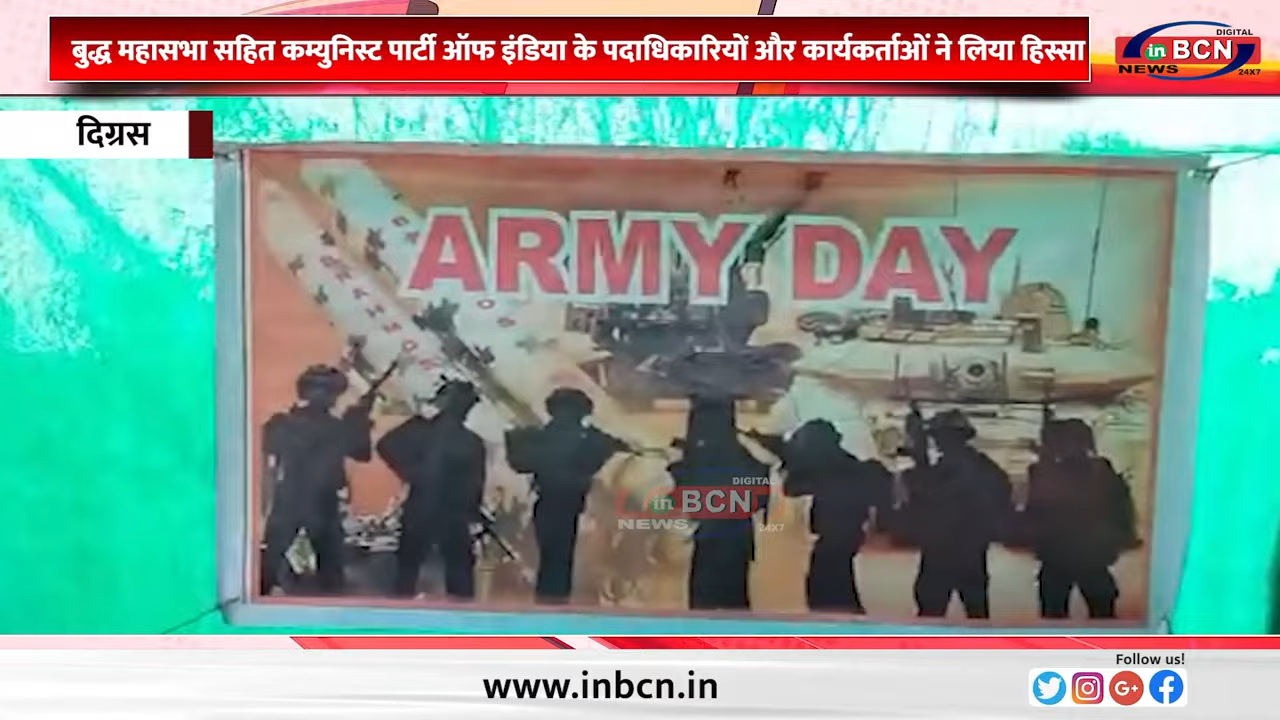 बुद्ध महासभा सहित कम्युनिस्ट पार्टी ऑफ इंडिया के पदाधिकारियों और कार्यकर्ताओं ने लिया हिस्सा
DIGITAL
in BCN
NEWS 24X7
दिग्रस
ARMY DAY
BRAHMOS
DIGITAL
in BCN
NEWS 24X7
Follow us!
www.inbcn.in